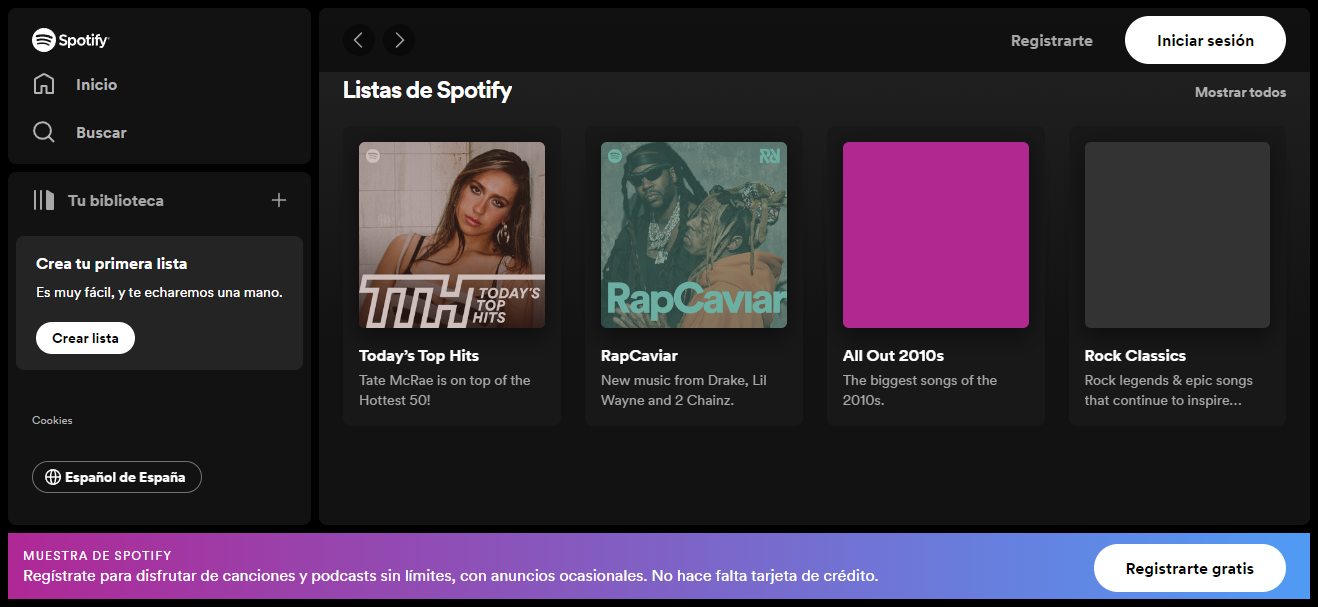 Spotify
Inicio
Buscar
Tu biblioteca
Crea tu primera lista
Es muy fácil, y te echaremos una mano.
Crear lista
Cookies
Español de España
Registrarte
Iniciar sesión
Listas de Spotify
Mostrar todos
TTH TODAY'S
TOP
HITS
Today’s Top Hits
Tate McRae is on top of the
Hottest 50!
RapCaviar
RapCaviar
New music from Drake, Lil
Wayne and 2 Chainz.
All Out 2010s
The biggest songs of the
2010s.
Rock Classics
Rock legends & epic songs
that continue to inspire...
MUESTRA DE SPOTIFY
Regístrate para disfrutar de canciones y podcasts sin límites, con anuncios ocasionales. No hace falta tarjeta de crédito.
Registrarte gratis